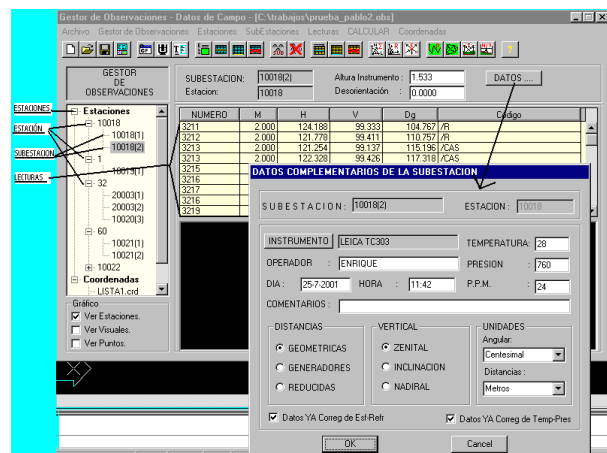 Gestor de Observaciones - Datos de Campo - [C:\trabajos\prueba_pablo2.obs]
Archivo Gestor de Observaciones Estaciones SubEstaciones Lecturas CALCULAR Coordenadas
GESTOR
DE
OBSERVACIONES
SUBESTACION: 10018(2) Altura Instrumento: 1.533 DATOS ....
Estacion: 10018 Desorientación : 0.0000
ESTACIONES
ESTACIÓN
SUBESTACION
LECTURAS
Estaciones
10018
10018(1)
10018(2)
1
10019(1)
32
20003(1)
20003(2)
10020(3)
60
10021(1)
10021(2)
10022
Coordenadas
LISTA1.crd
Gráfico
Ver Estaciones.
Ver Visuales.
Ver Puntos.
NUMERO M H V Dg Código
3211 2.000 124.188 99.333 104.767 /R
3212 2.000 121.779 99.411 110.757 /R
3213 2.000 121.254 99.137 115.196 /CAS
3213 2.000 122.328 99.426 117.318 /CAS
3215
3216
3217
3216
3219
DATOS COMPLEMENTARIOS DE LA SUBESTACION
SUBESTACION: 10018(2) ESTACION: 10018
INSTRUMENTO LEICA TC303 TEMPERATURA: 28
OPERADOR : ENRIQUE PRESION : 760
DIA : 25-7-2001 HORA : 11:42 P.P.M. : 24
COMENTARIOS :
DISTANCIAS
GEOMETRICAS
GENERADORES
REDUCIDAS
VERTICAL
ZENITAL
INCLINACION
NADIRAL
UNIDADES
Angular:
Centesimal
Distancias :
Metros
Datos YA Correg de Esf-Refr Datos YA Correg de Temp-Pres
OK Cancel